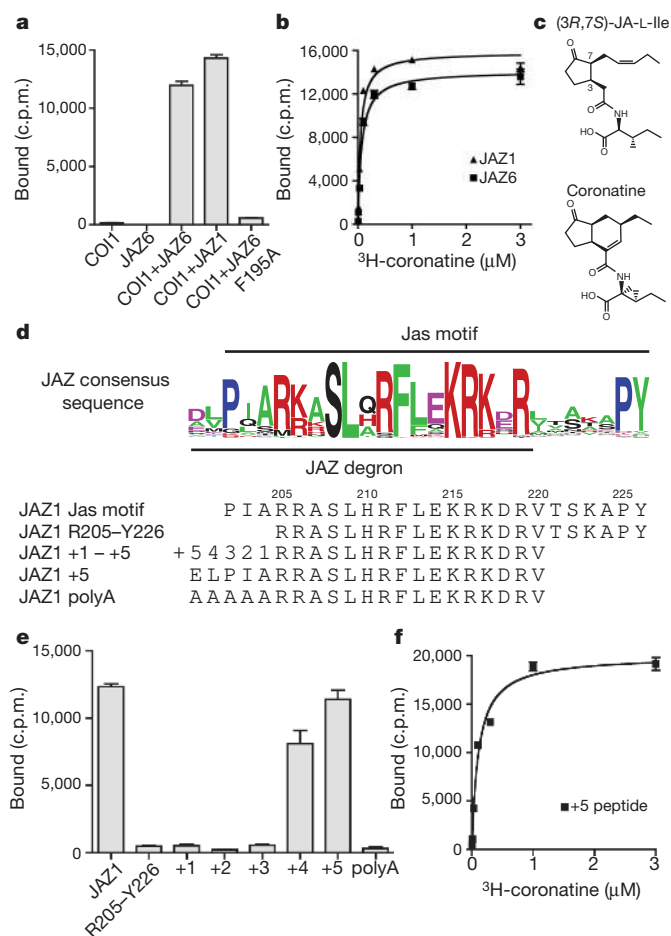 a
Bound (c.p.m.)
15,000
10,000
5,000
0
COI1
JAZ6
COI1+JAZ6
COI1+JAZ1
COI1+JAZ6
F195A
b
Bound (c.p.m.)
16,000
12,000
8,000
4,000
0
0 1 2 3
³H-coronatine (μM)
JAZ1
JAZ6
c
(3R,7S)-JA-L-Ile
O
7
3
O
NH
HO
O
Coronatine
O
O
NH
HO
O
d
Jas motif
JAZ consensus
sequence
JAZ degron
205 210 215 220 225
JAZ1 Jas motif P I A R R A S L H R F L E K R K D R V T S K A P Y
JAZ1 R205–Y226 R R A S L H R F L E K R K D R V T S K A P Y
JAZ1 +1 – +5 + 5 4 3 2 1 R R A S L H R F L E K R K D R V
JAZ1 +5 E L P I A R R A S L H R F L E K R K D R V
JAZ1 polyA A A A A A R R A S L H R F L E K R K D R V
e
Bound (c.p.m.)
15,000
10,000
5,000
0
JAZ1
R205–Y226
+1
+2
+3
+4
+5
polyA
f
Bound (c.p.m.)
20,000
15,000
10,000
5,000
0
0 1 2 3
³H-coronatine (μM)
+5 peptide